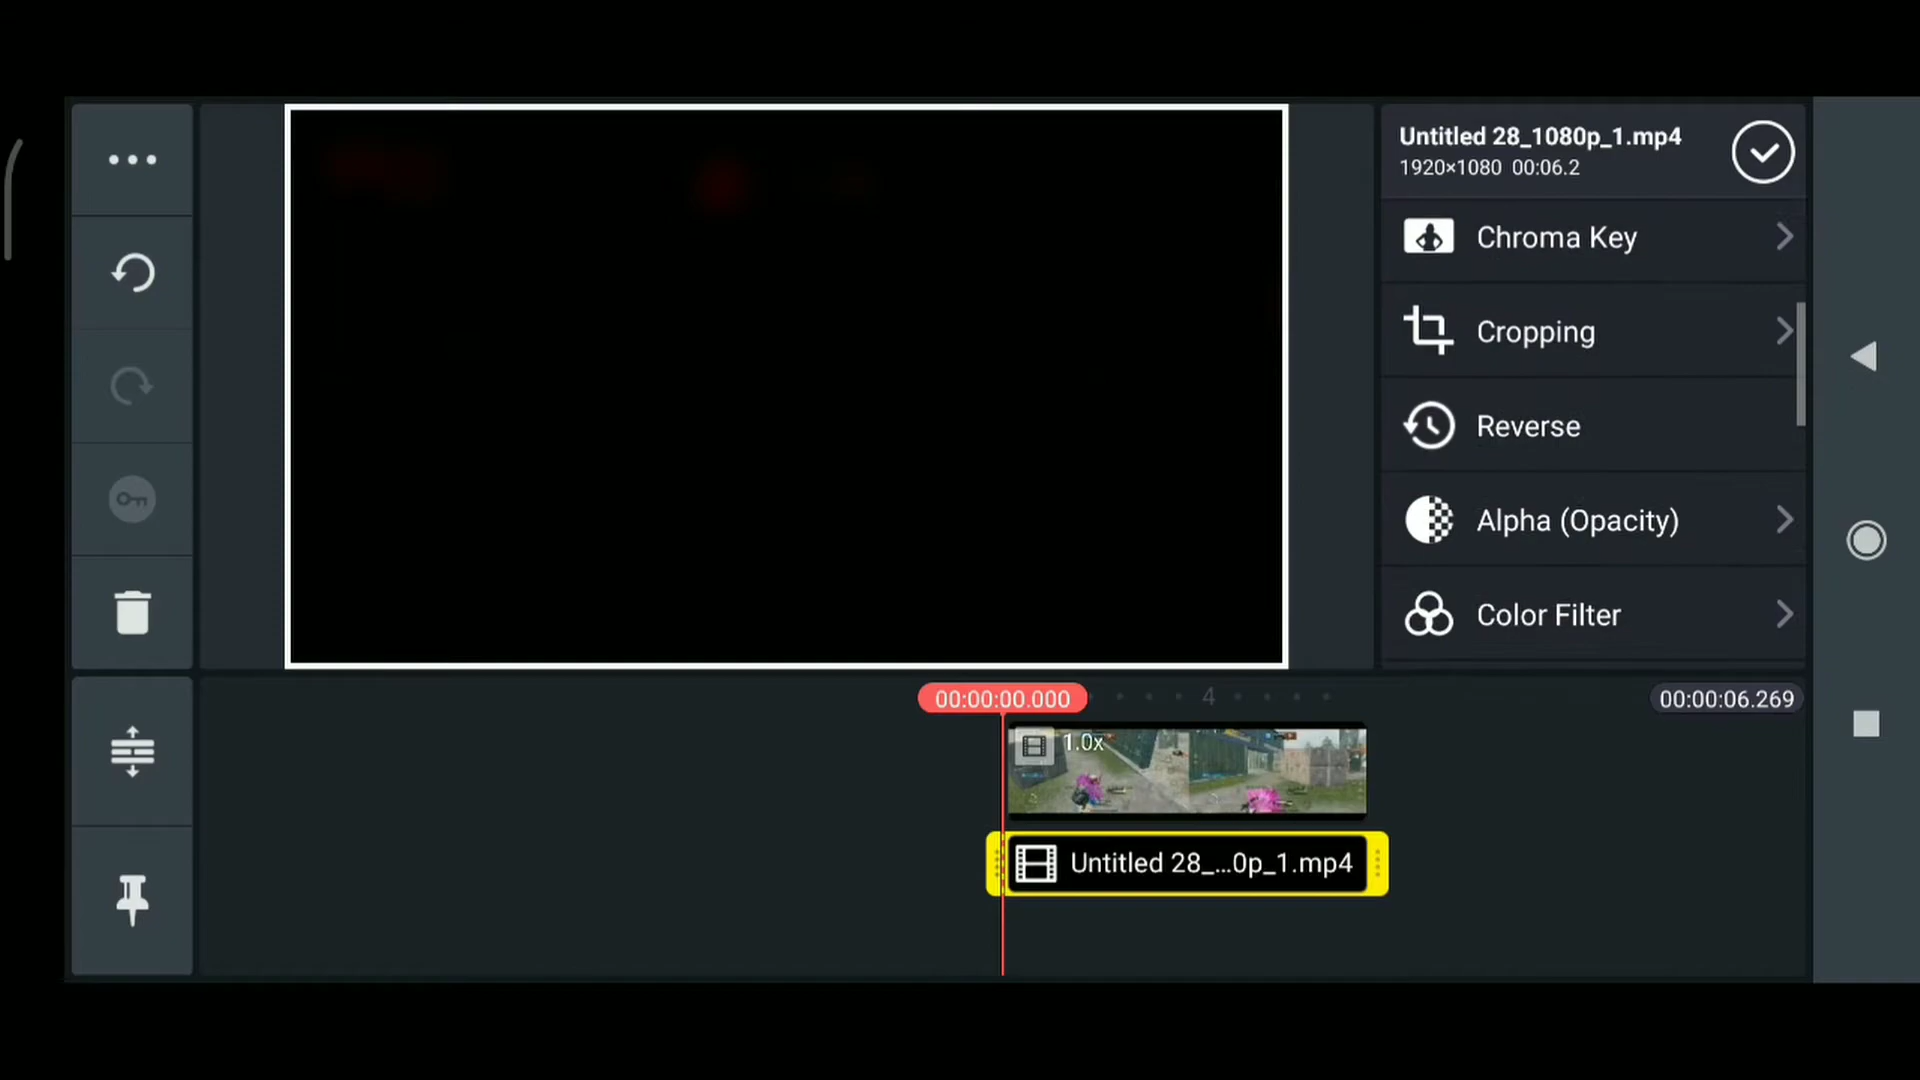 Untitled 28_1080p_1.mp4
1920×1080 00:06.2
Chroma Key
Cropping
Reverse
Alpha (Opacity)
Color Filter
00:00:00.000
4
00:00:06.269
1.0x
Untitled 28_...0p_1.mp4